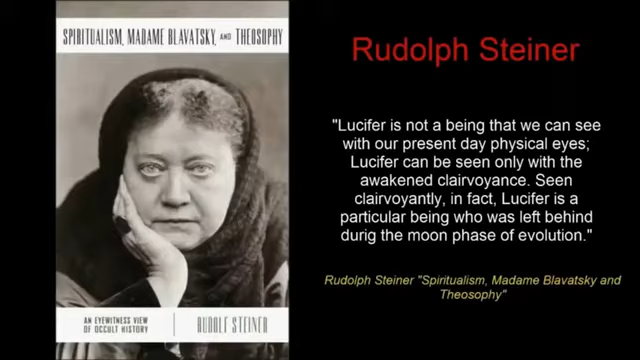 SPIRITUALISM, MADAME BLAVATSKY, AND THEOSOPHY
AN EYEWITNESS VIEW
OF OCCULT HISTORY
RUDOLF STEINER
Rudolph Steiner
"Lucifer is not a being that we can see
with our present day physical eyes;
Lucifer can be seen only with the
awakened clairvoyance. Seen
clairvoyantly, in fact, Lucifer is a
particular being who was left behind
durig the moon phase of evolution."
Rudolph Steiner "Spiritualism, Madame Blavatsky and
Theosophy"